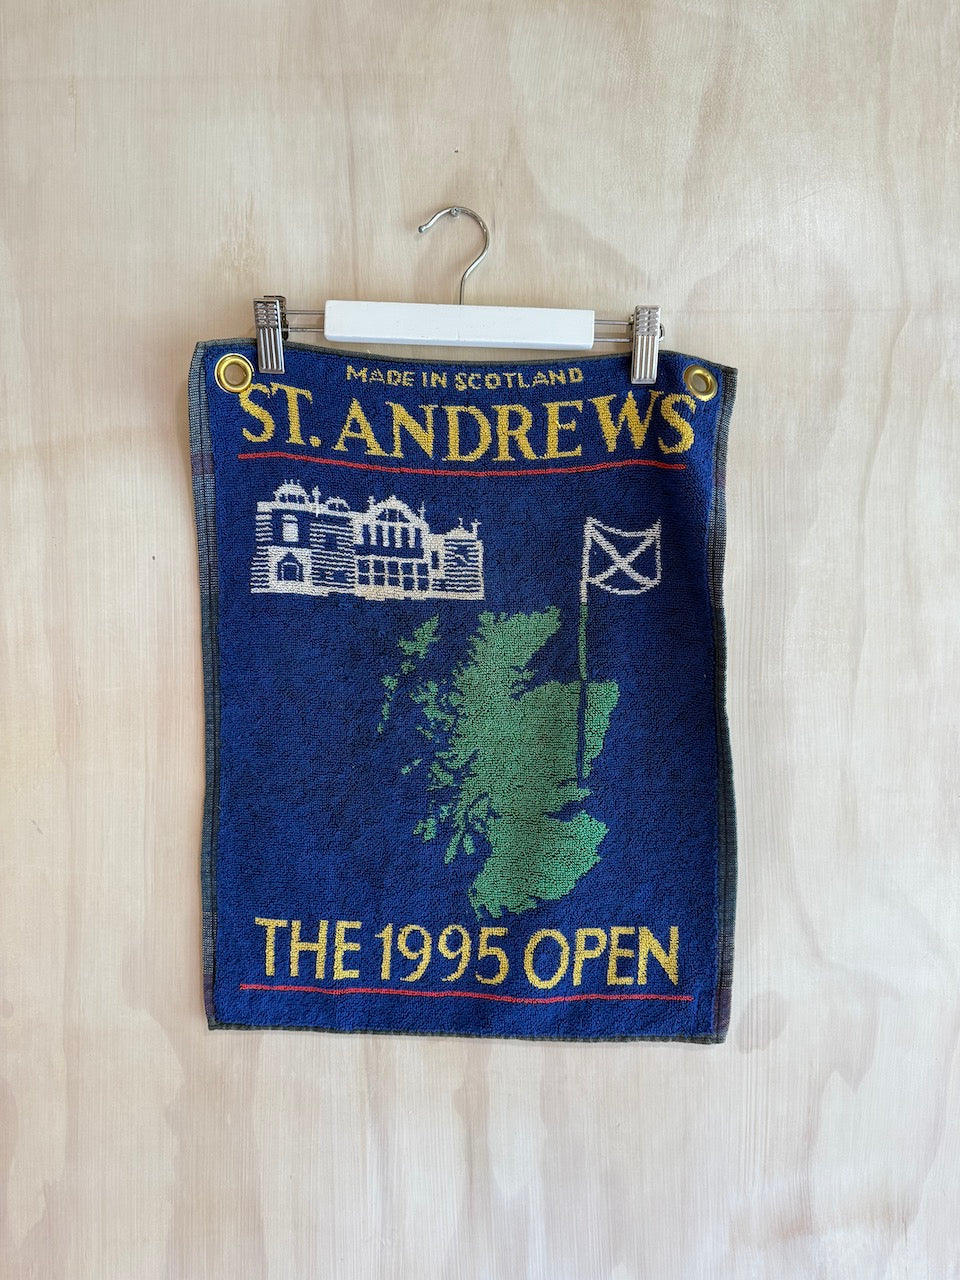 MADE IN SCOTLAND
ST. ANDREWS
THE 1995 OPEN